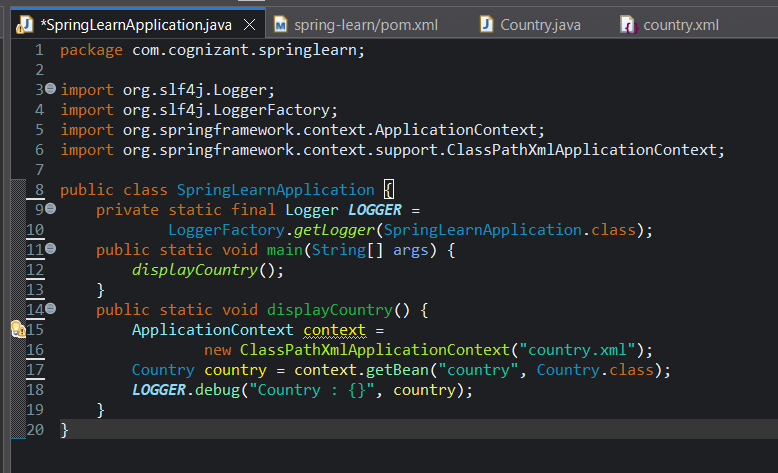 *SpringLearnApplication.java spring-learn/pom.xml Country.java country.xml
1 package com.cognizant.springlearn;
2
3 import org.slf4j.Logger;
4 import org.slf4j.LoggerFactory;
5 import org.springframework.context.ApplicationContext;
6 import org.springframework.context.support.ClassPathXmlApplicationContext;
7
8 public class SpringLearnApplication {
9 private static final Logger LOGGER =
10 LoggerFactory.getLogger(SpringLearnApplication.class);
11 public static void main(String[] args) {
12 displayCountry();
13 }
14 public static void displayCountry() {
15 ApplicationContext context =
16 new ClassPathXmlApplicationContext("country.xml");
17 Country country = context.getBean("country", Country.class);
18 LOGGER.debug("Country : {}", country);
19 }
20 }